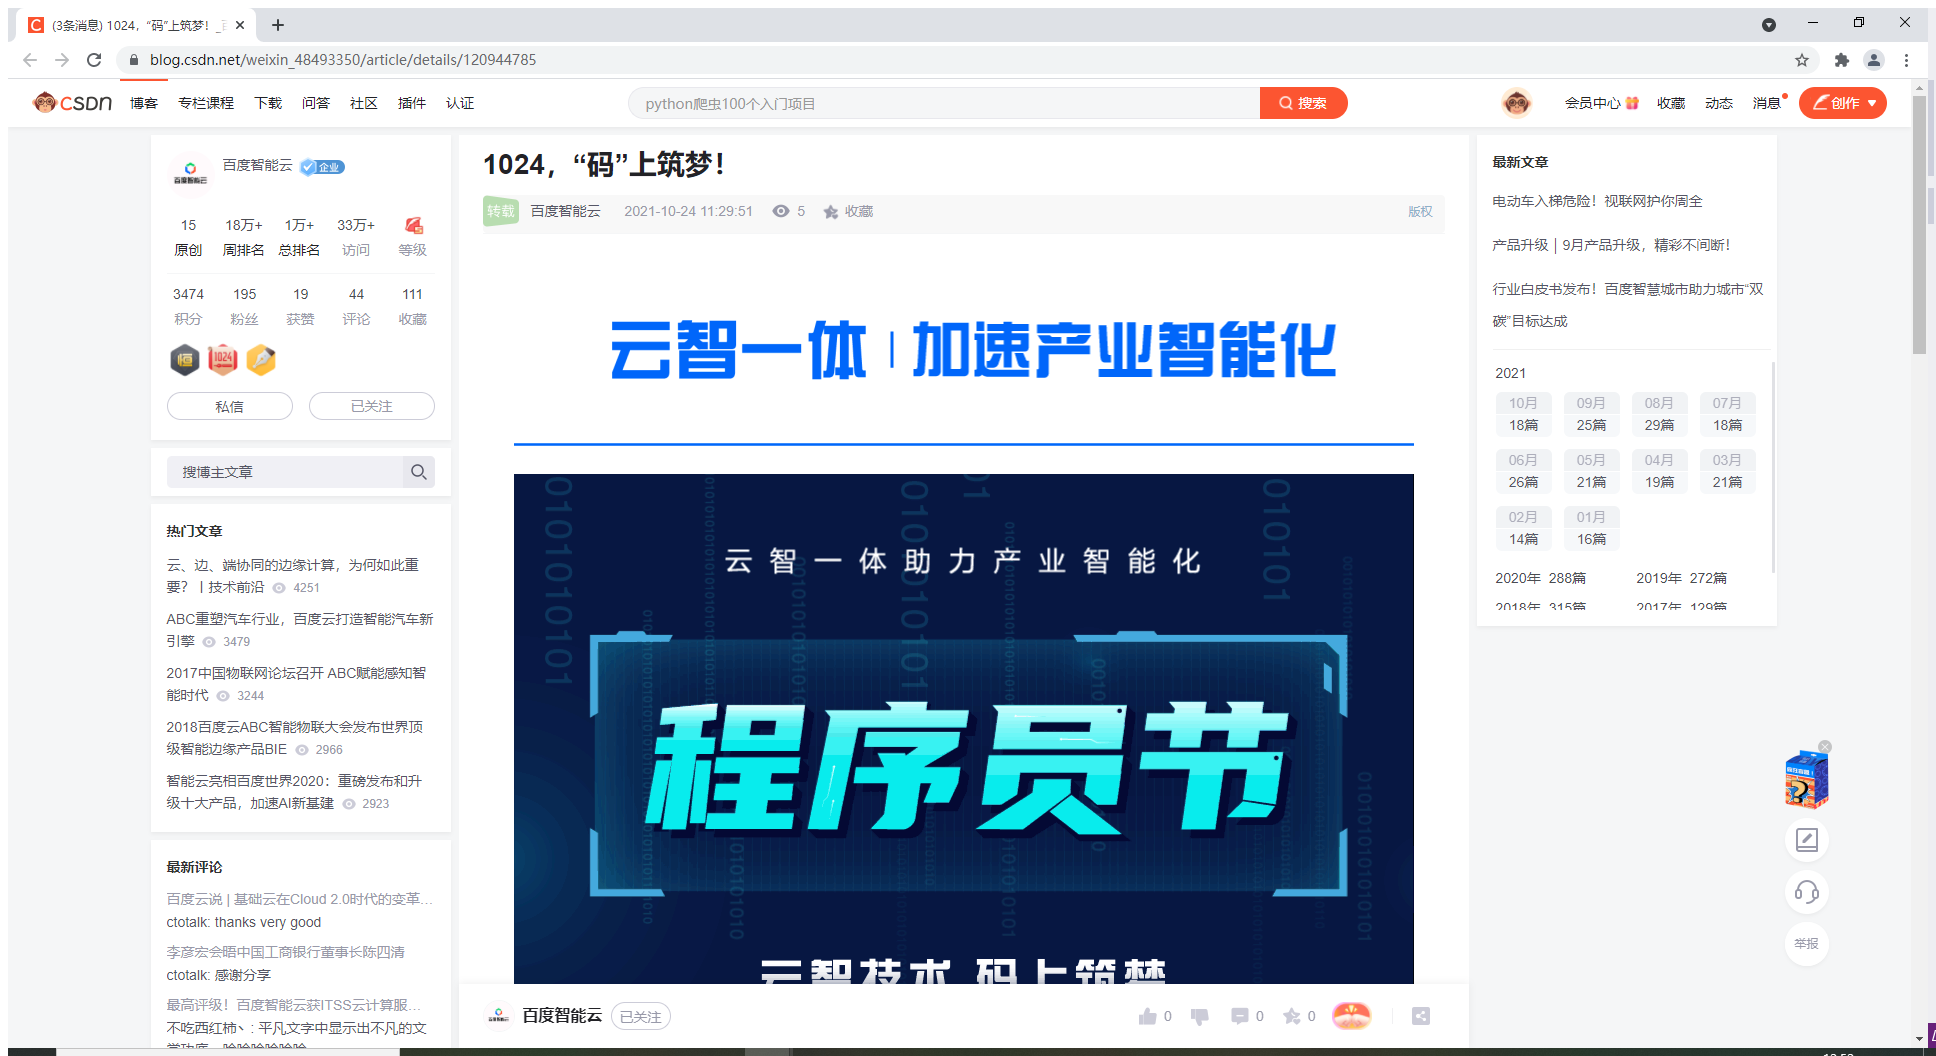 (3条消息) 1024，“码”上筑梦！_
blog.csdn.net/weixin_48493350/article/details/120944785
CSDN 博客 专栏课程 下载 问答 社区 插件 认证 python爬虫100个入门项目 搜索 会员中心 收藏 动态 消息 创作
百度智能云 企业
百度智能云
15 18万+ 1万+ 33万+
原创 周排名 总排名 访问 等级
3474 195 19 44 111
积分 粉丝 获赞 评论 收藏
恒 1024
私信 已关注
搜博主文章
热门文章
云、边、端协同的边缘计算，为何如此重
要？丨技术前沿 4251
ABC重塑汽车行业，百度云打造智能汽车新
引擎 3479
2017中国物联网论坛召开 ABC赋能感知智
能时代 3244
2018百度云ABC智能物联大会发布世界顶
级智能边缘产品BIE 2966
智能云亮相百度世界2020：重磅发布和升
级十大产品，加速AI新基建 2923
最新评论
百度云说 | 基础云在Cloud 2.0时代的变革…
ctotalk: thanks very good
李彦宏会晤中国工商银行董事长陈四清
ctotalk: 感谢分享
最高评级！百度智能云获ITSS云计算服…
不吃西红柿丶: 平凡文字中显示出不凡的文
学功底，哈哈哈哈哈哈
1024，“码”上筑梦！
转载 百度智能云 2021-10-24 11:29:51 5 收藏 版权
云智一体 | 加速产业智能化
云智一体助力产业智能化
程序员节
云智技术 码上筑梦
百度智能云 已关注 0 0 0
最新文章
电动车入梯危险！视联网护你周全
产品升级 | 9月产品升级，精彩不间断！
行业白皮书发布！百度智慧城市助力城市“双
碳”目标达成
2021
10月 09月 08月 07月
18篇 25篇 29篇 18篇
06月 05月 04月 03月
26篇 21篇 19篇 21篇
02月 01月
14篇 16篇
2020年 288篇 2019年 272篇
2018年 315篇 2017年 129篇
举报